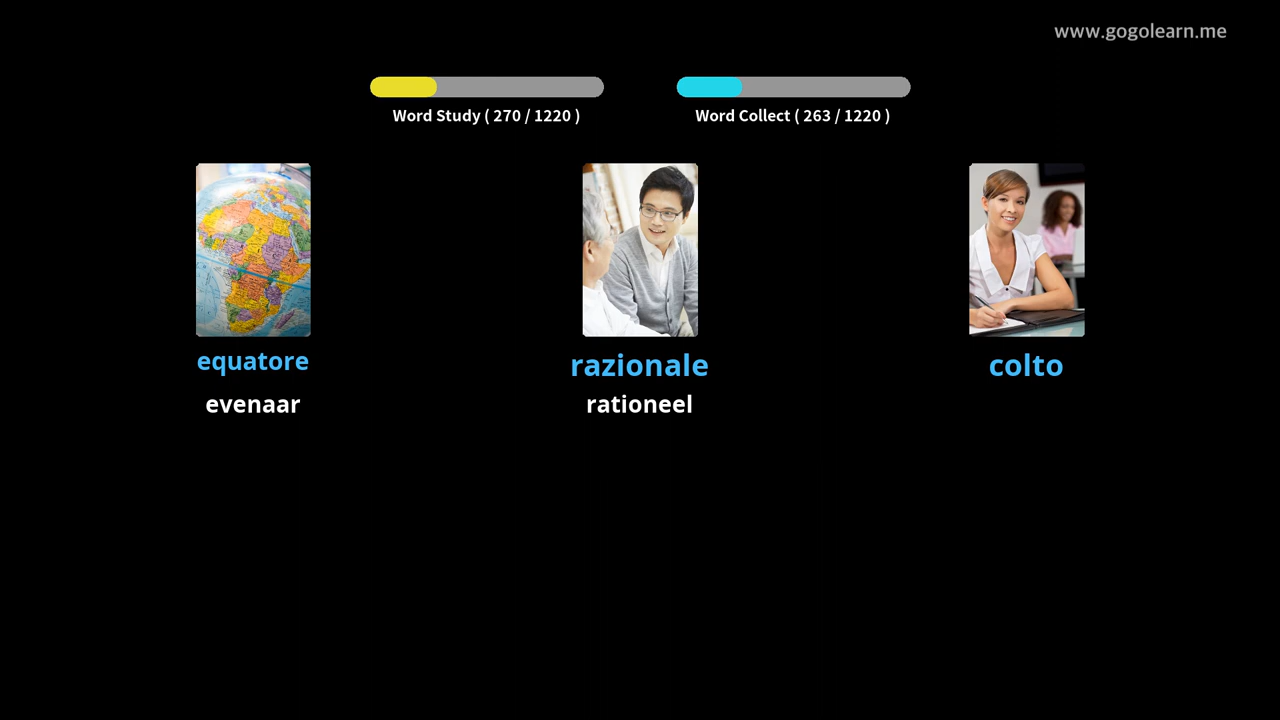 www.gogolearn.me
Word Study ( 270 / 1220 )
Word Collect ( 263 / 1220 )
equatore
razionale
colto
evenaar
rationeel